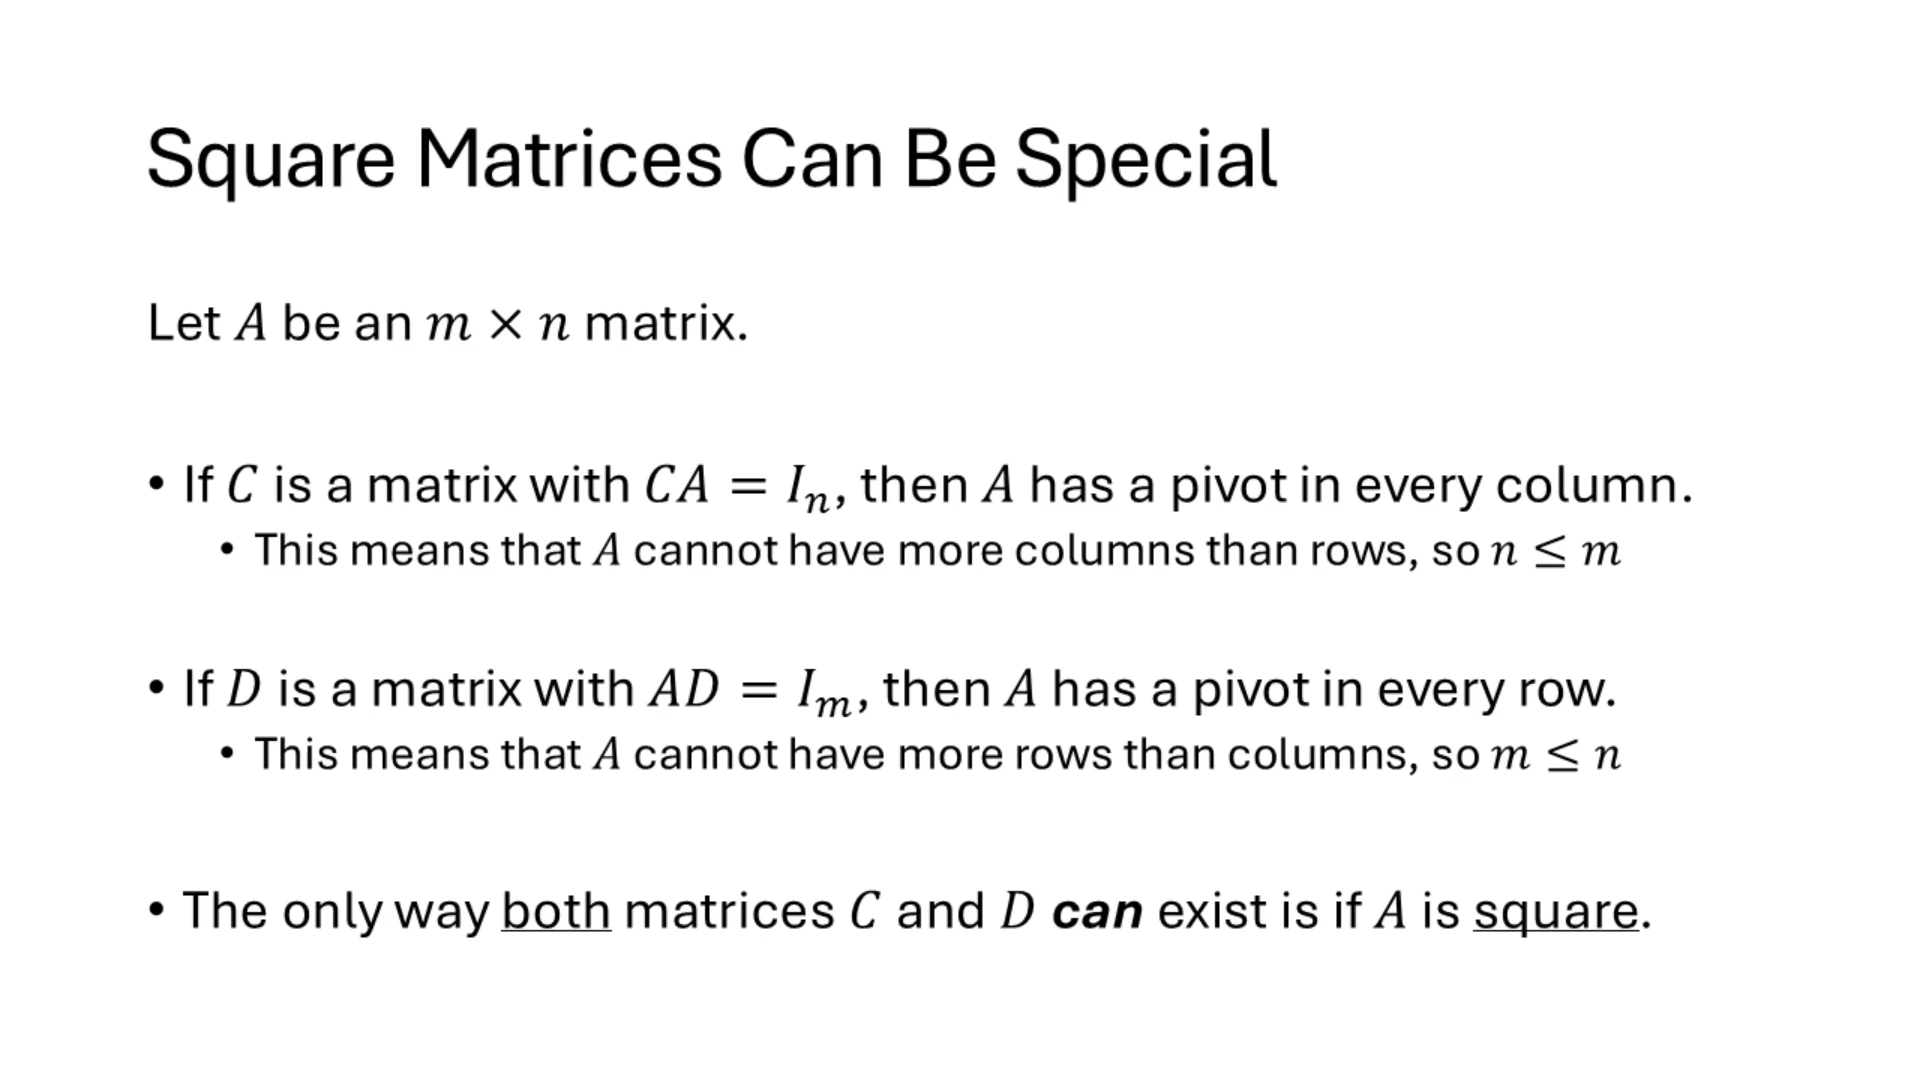 Square Matrices Can Be Special
Let A be an m × n matrix.
• If C is a matrix with CA = Iₙ, then A has a pivot in every column.
• This means that A cannot have more columns than rows, so n ≤ m
• If D is a matrix with AD = Iₘ, then A has a pivot in every row.
• This means that A cannot have more rows than columns, so m ≤ n
• The only way both matrices C and D can exist is if A is square.